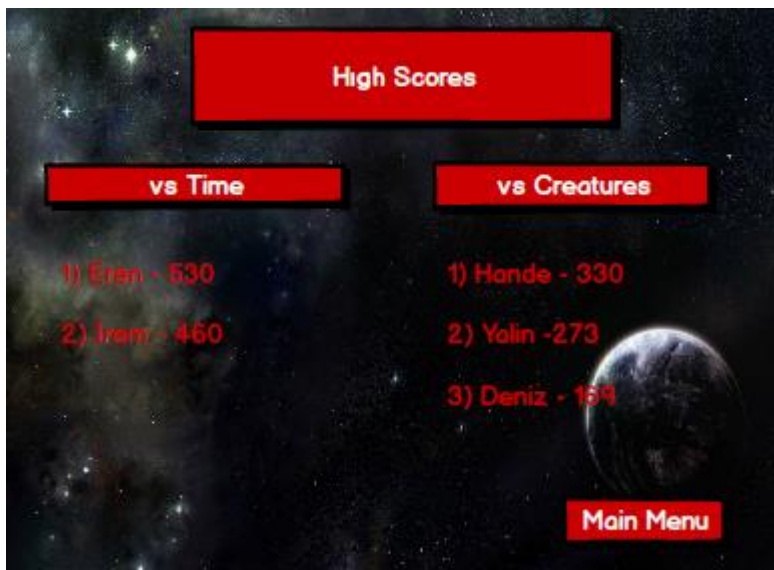 High Scores
vs Time
vs Creatures
1) Eren - 530
1) Hande - 330
2) Irem - 460
2) Yalin -273
3) Deniz - 169
Main Menu